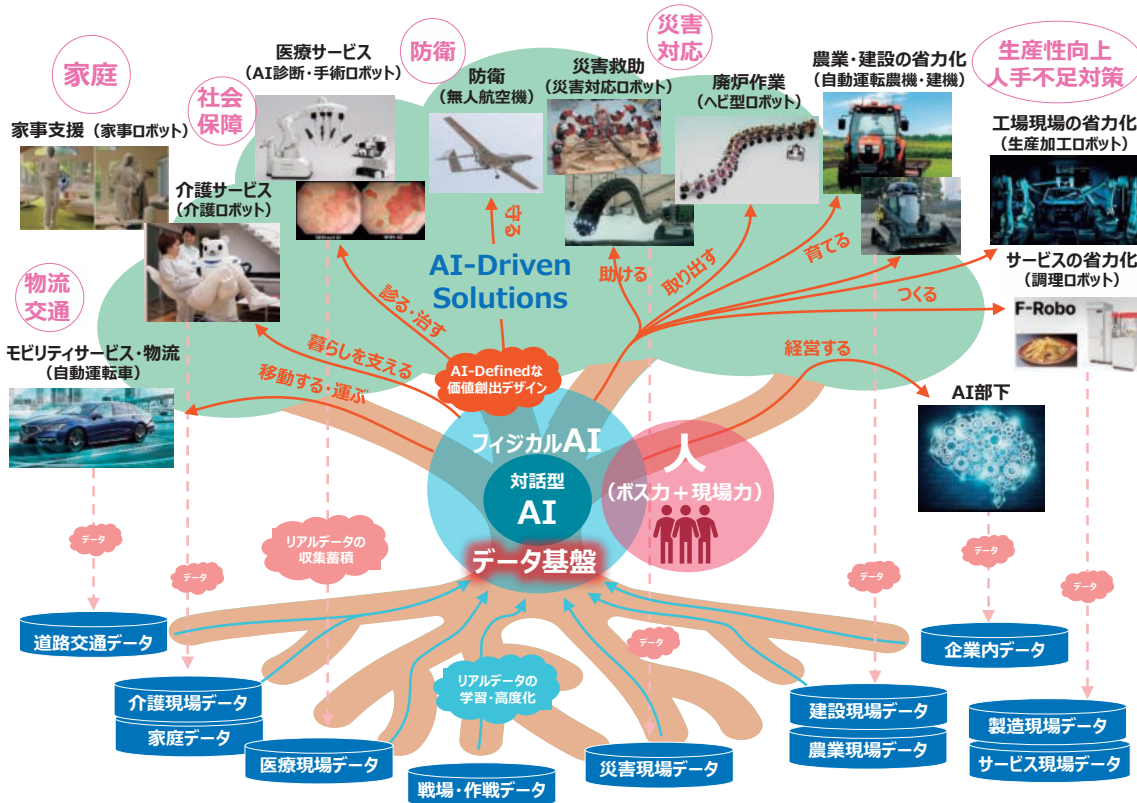 家庭
社会
保障
医療サービス
(AI診断・手術ロボット)
防衛
防衛
(無人航空機)
災害
対応
災害救助
(災害対応ロボット)
廃炉作業
(ヘビ型ロボット)
農業・建設の省力化
(自動運転農機・建機)
生産性向上
人手不足対策
家事支援 (家事ロボット)
工場現場の省力化
(生産加工ロボット)
介護サービス
(介護ロボット)
Without AI
With AI
守る
AI-Driven
Solutions
助ける
取り出す
育てる
つくる
サービスの省力化
(調理ロボット)
F-Robo
物流
交通
モビリティサービス・物流
(自動運転車)
診る・治す
暮らしを支える
移動する・運ぶ
AI-Definedな
価値創出デザイン
経営する
AI部下
フィジカルAI
対話型
AI
人
(ボス力+現場力)
データ基盤
データ
データ
リアルデータの
収集蓄積
データ
データ
データ
リアルデータの
学習・高度化
道路交通データ
介護現場データ
家庭データ
医療現場データ
戦場・作戦データ
災害現場データ
建設現場データ
農業現場データ
企業内データ
製造現場データ
サービス現場データ